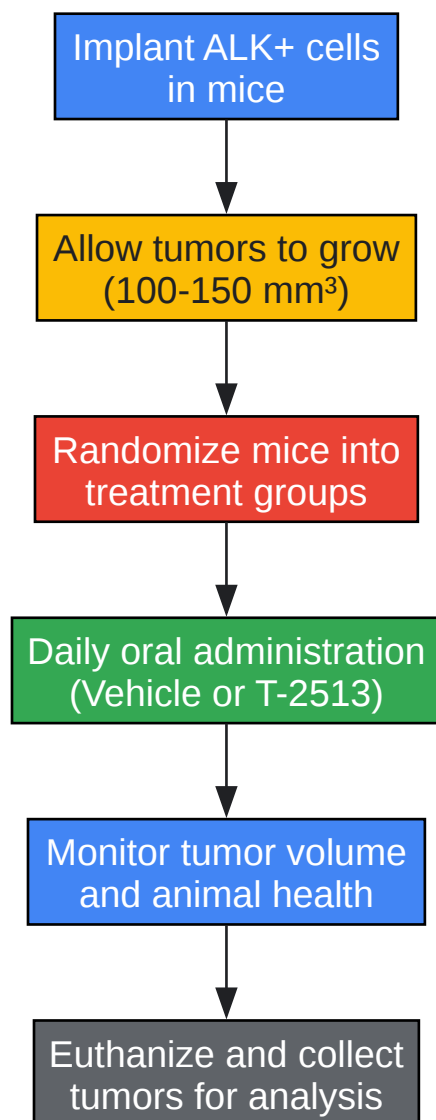 Implant ALK+ cells
in mice
Allow tumors to grow
(100-150 mm³)
Randomize mice into
treatment groups
Daily oral administration
(Vehicle or T-2513)
Monitor tumor volume
and animal health
Euthanize and collect
tumors for analysis